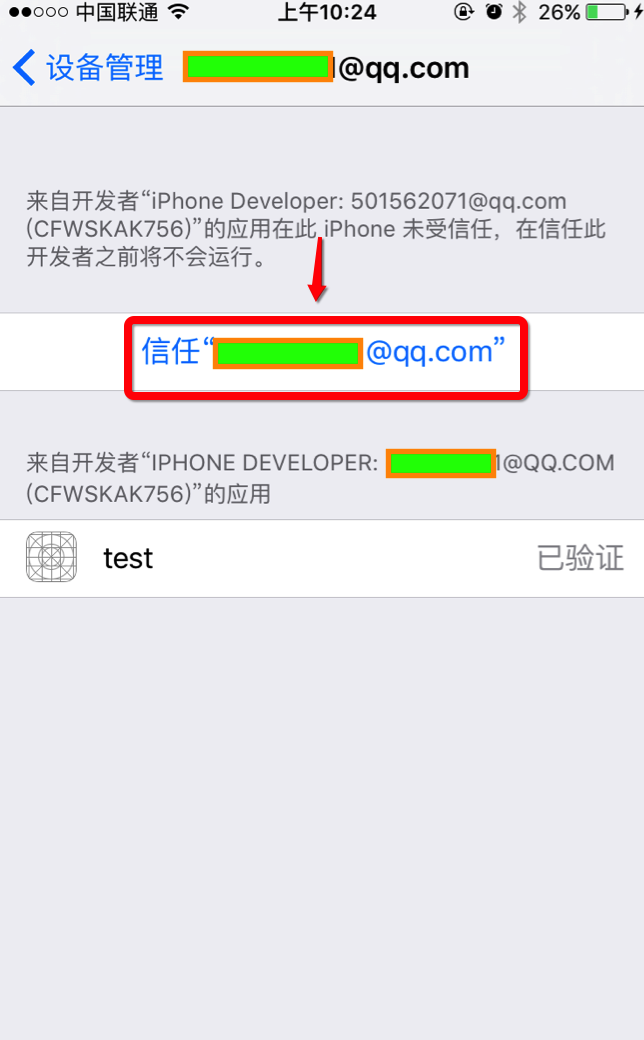 中国联通 上午10:24 26%
设备管理 1@qq.com
来自开发者“iPhone Developer: 501562071@qq.com
(CFWSKAK756)”的应用在此 iPhone 未受信任，在信任此
开发者之前将不会运行。
信任“@qq.com”
来自开发者“IPHONE DEVELOPER: 1@QQ.COM
(CFWSKAK756)”的应用
test 已验证